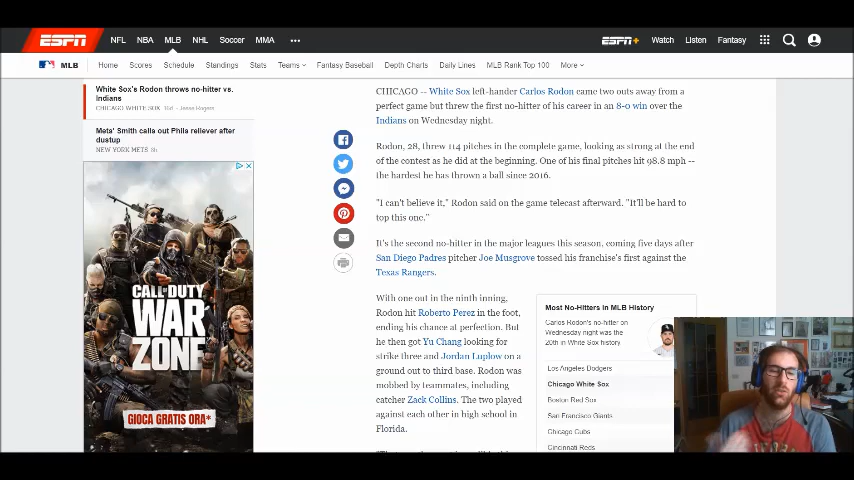 ESPN NFL NBA MLB NHL Soccer MMA ••• ESPN+ Watch Listen Fantasy
MLB Home Scores Schedule Standings Stats Teams Fantasy Baseball Depth Charts Daily Lines MLB Rank Top 100 More
White Sox's Rodon throws no-hitter vs.
Indians
CHICAGO WHITE SOX
Jesse Rogers
Mets' Smith calls out Phils reliever after
dustup
NEW YORK METS
CALL OF DUTY
WAR
ZONE
GIOCA GRATIS ORA*
CHICAGO -- White Sox left-hander Carlos Rodon came two outs away from a
perfect game but threw the first no-hitter of his career in an 8-0 win over the
Indians on Wednesday night.
Rodon, 28, threw 114 pitches in the complete game, looking as strong at the end
of the contest as he did at the beginning. One of his final pitches hit 98.8 mph --
the hardest he has thrown a ball since 2016.
"I can't believe it," Rodon said on the game telecast afterward. "It'll be hard to
top this one."
It's the second no-hitter in the major leagues this season, coming five days after
San Diego Padres pitcher Joe Musgrove tossed his franchise's first against the
Texas Rangers.
With one out in the ninth inning,
Rodon hit Roberto Perez in the foot,
ending his chance at perfection. But
he then got Yu Chang looking for
strike three and Jordan Luplow on a
ground out to third base. Rodon was
mobbed by teammates, including
catcher Zack Collins. The two played
against each other in high school in
Florida.
Most No-Hitters In MLB History
Carlos Rodon's no-hitter on
Wednesday night was the
20th in White Sox history
Los Angeles Dodgers
Chicago White Sox
Boston Red Sox
San Francisco Giants
Chicago Cubs
Cincinnati Reds